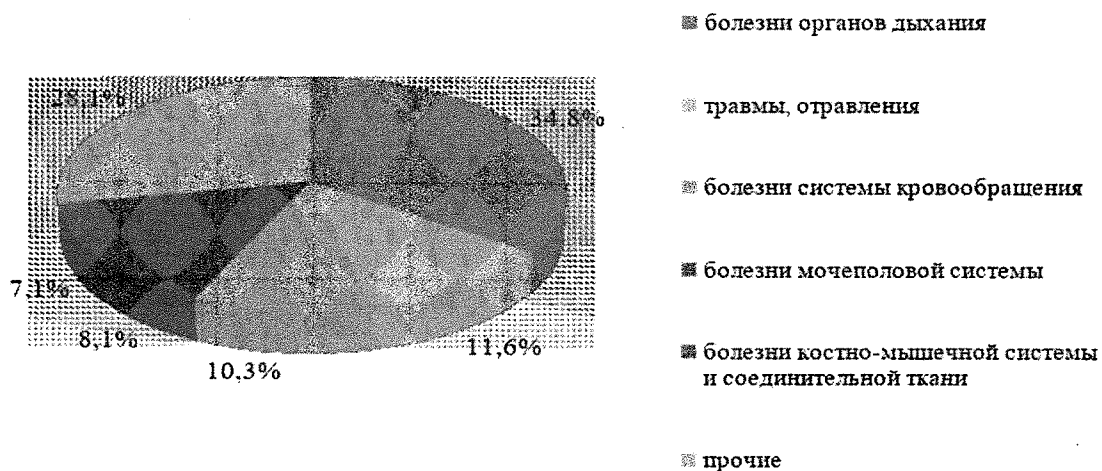 болезни органов дыхания
28,1%
34,8%
травмы, отравления
болезни системы кровообращения
болезни мочеполовой системы
7,1%
8,1%
11,6%
10,3%
болезни костно-мышечной системы
и соединительной ткани
прочие